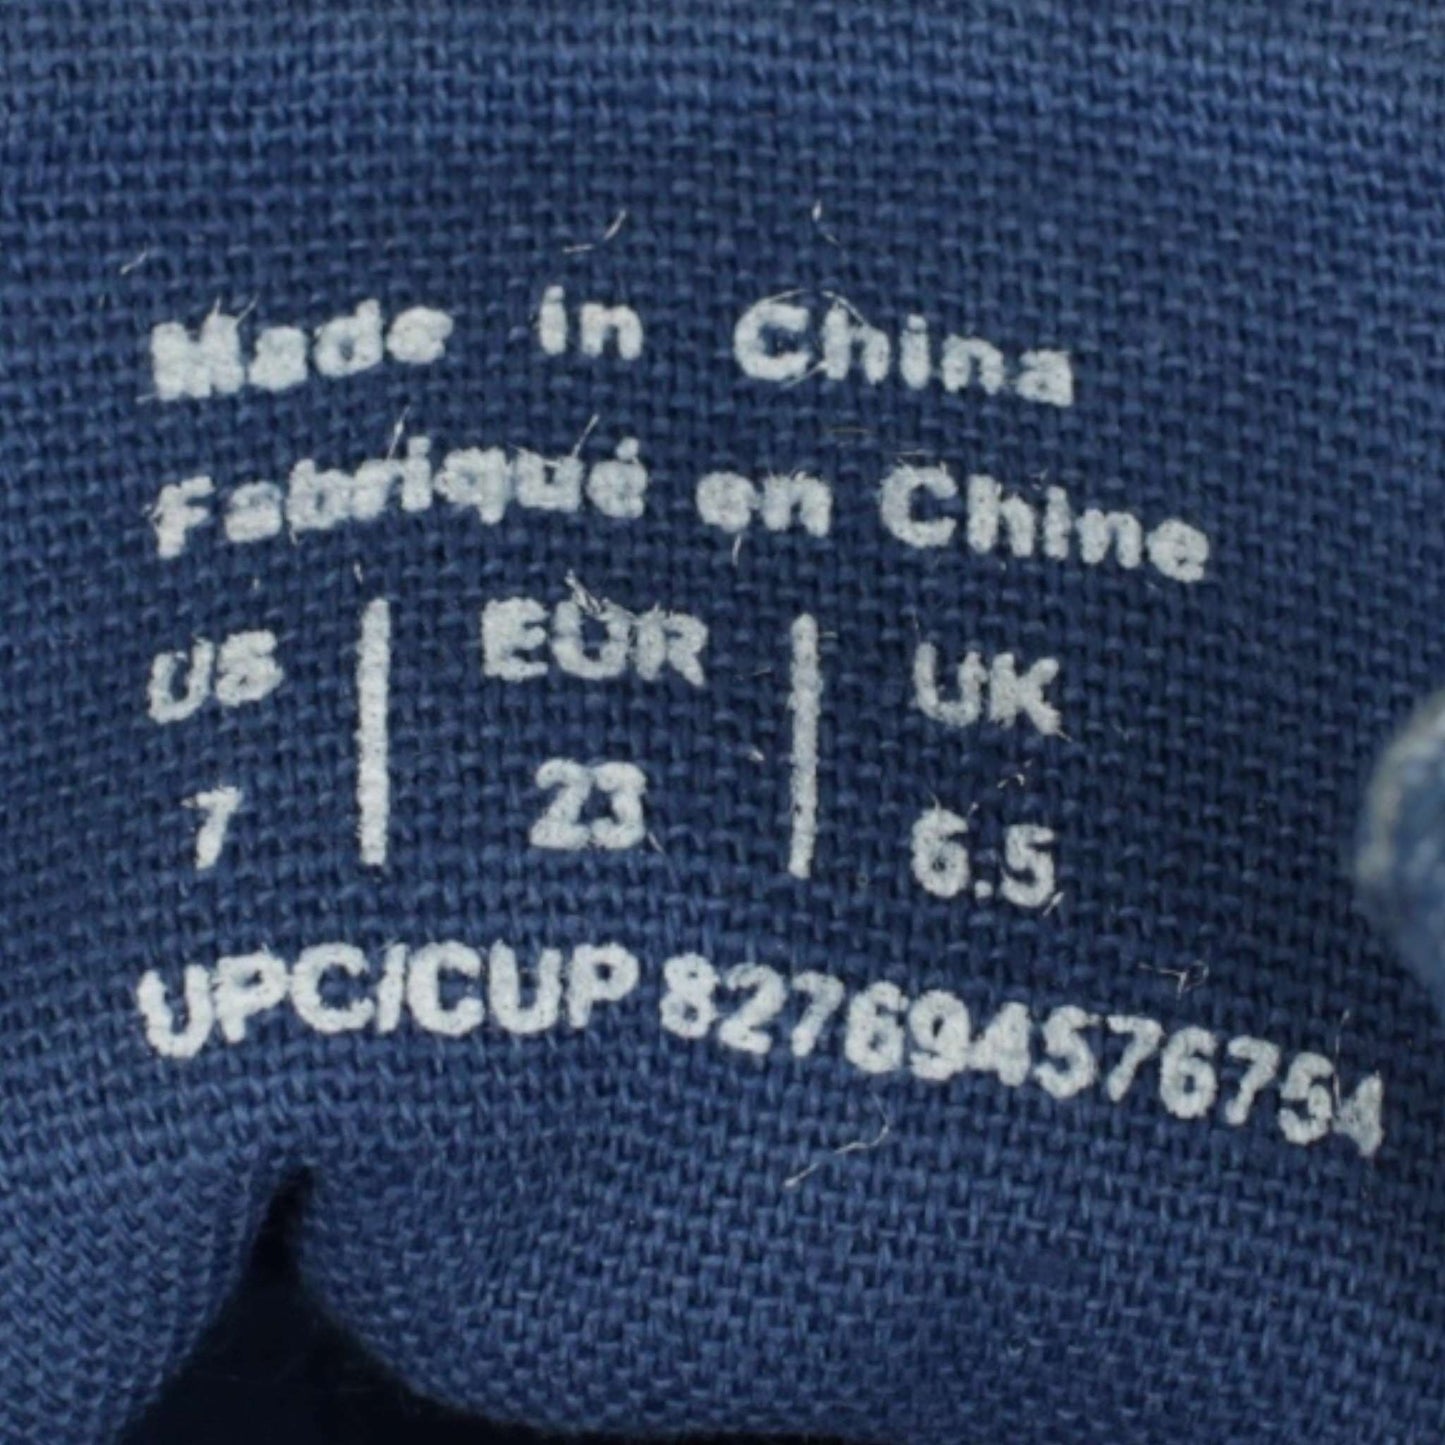 Made in China
Fabriqué en Chine
US | EUR | UK
7 | 23 | 6.5
UPC/CUP 827694576754